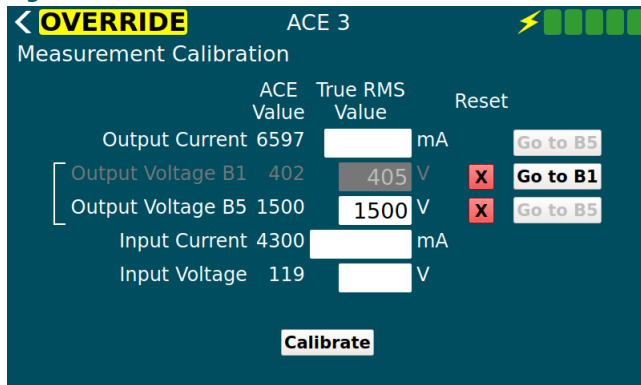 OVERRIDE ACE 3
Measurement Calibration
ACE Value True RMS Value Reset
Output Current 6597 mA Go to B5
Output Voltage B1 402 405 V X Go to B1
Output Voltage B5 1500 1500 V X Go to B5
Input Current 4300 mA
Input Voltage 119 V
Calibrate